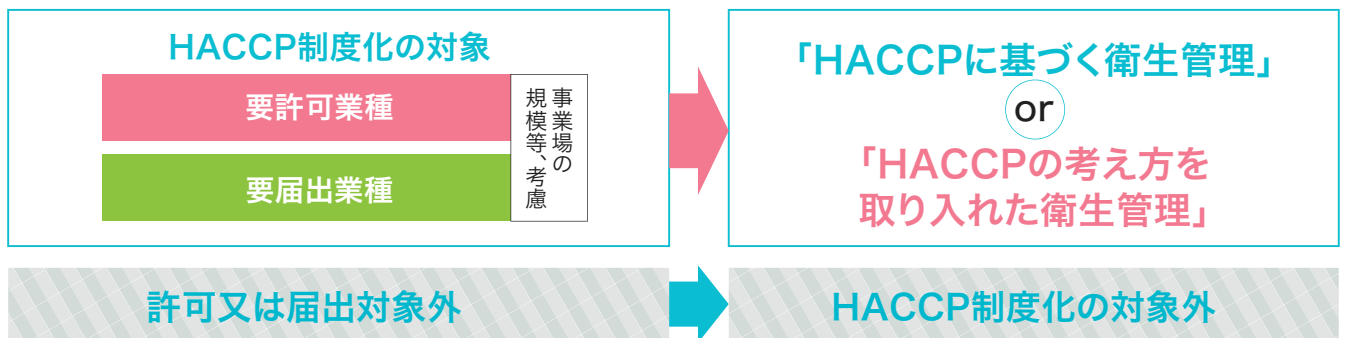 HACCP制度化の対象
要許可業種
要届出業種
事業場の
規模等、考慮
「HACCPに基づく衛生管理」
or
「HACCPの考え方を
取り入れた衛生管理」
許可又は届出対象外
HACCP制度化の対象外